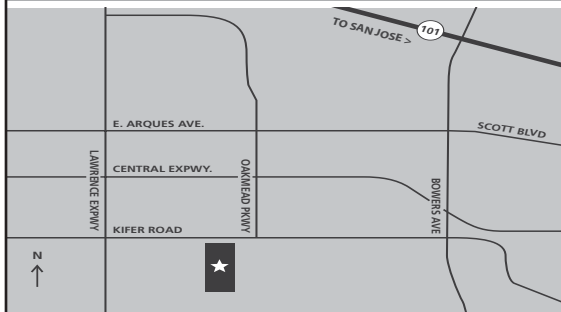 TO SAN JOSE >
101
E. ARQUES AVE.
SCOTT BLVD
LAWRENCE EXPWY
CENTRAL EXPWY.
OAKMEAD PKWY
BOWERS AVE
KIFER ROAD
N